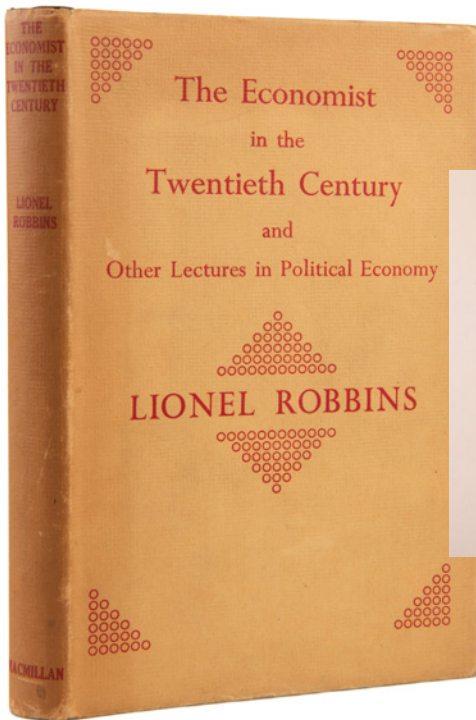 THE
ECONOMIST
IN THE
TWENTIETH
CENTURY
LIONEL
ROBBINS
MACMILLAN
The Economist
in the
Twentieth Century
and
Other Lectures in Political Economy
LIONEL ROBBINS